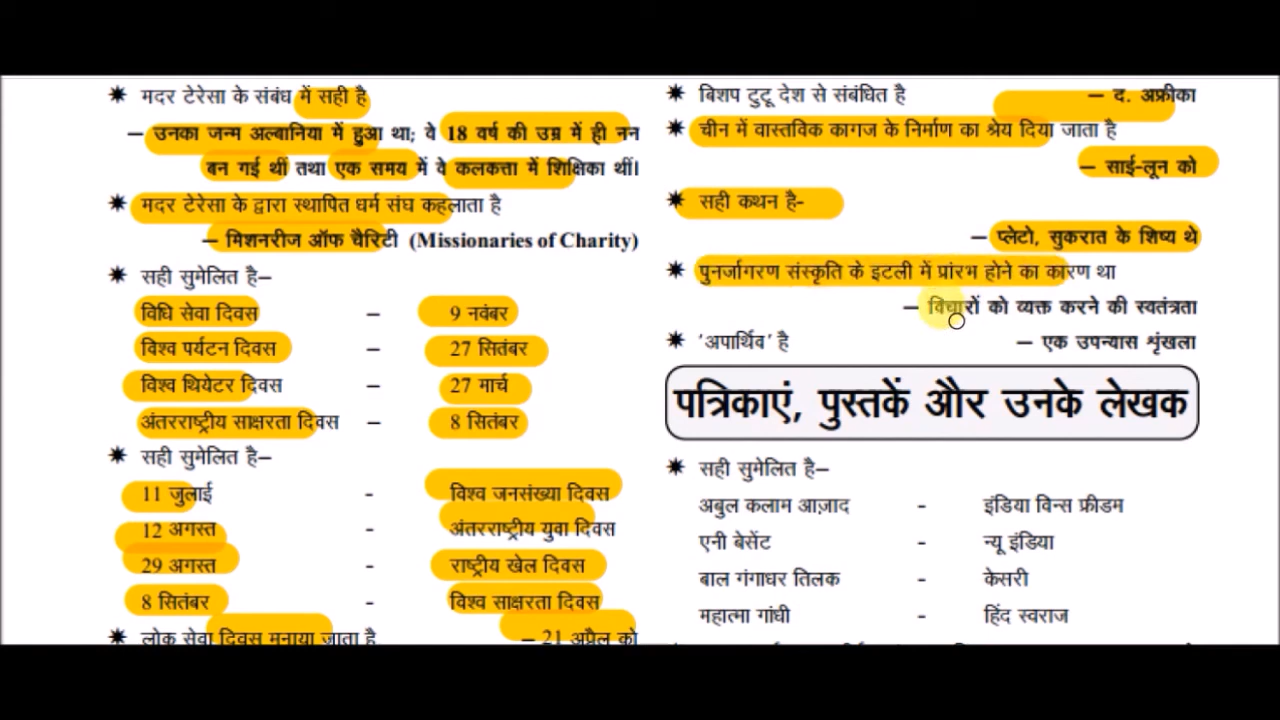 ✷ मदर टेरेसा के संबंध में सही है
– उनका जन्म अल्बानिया में हुआ था; वे 18 वर्ष की उम्र में ही नन
बन गई थीं तथा एक समय में वे कलकत्ता में शिक्षिका थीं।
✷ मदर टेरेसा के द्वारा स्थापित धर्म संघ कहलाता है
– मिशनरीज ऑफ चैरिटी (Missionaries of Charity)
✷ सही सुमेलित है–
विधि सेवा दिवस – 9 नवंबर
विश्व पर्यटन दिवस – 27 सितंबर
विश्व थियेटर दिवस – 27 मार्च
अंतरराष्ट्रीय साक्षरता दिवस – 8 सितंबर
✷ सही सुमेलित है–
11 जुलाई - विश्व जनसंख्या दिवस
12 अगस्त - अंतरराष्ट्रीय युवा दिवस
29 अगस्त - राष्ट्रीय खेल दिवस
8 सितंबर - विश्व साक्षरता दिवस
✷ लोक सेवा दिवस मनाया जाता है – 21 अप्रैल को
✷ बिशप टुटू देश से संबंधित है – द. अफ्रीका
✷ चीन में वास्तविक कागज के निर्माण का श्रेय दिया जाता है
– साई-लून को
✷ सही कथन है-
– प्लेटो, सुकरात के शिष्य थे
✷ पुनर्जागरण संस्कृति के इटली में प्रांरभ होने का कारण था
– विचारों को व्यक्त करने की स्वतंत्रता
✷ 'अपार्थिव' है – एक उपन्यास शृंखला
पत्रिकाएं, पुस्तकें और उनके लेखक
✷ सही सुमेलित है–
अबुल कलाम आज़ाद - इंडिया विन्स फ्रीडम
एनी बेसेंट - न्यू इंडिया
बाल गंगाधर तिलक - केसरी
महात्मा गांधी - हिंद स्वराज